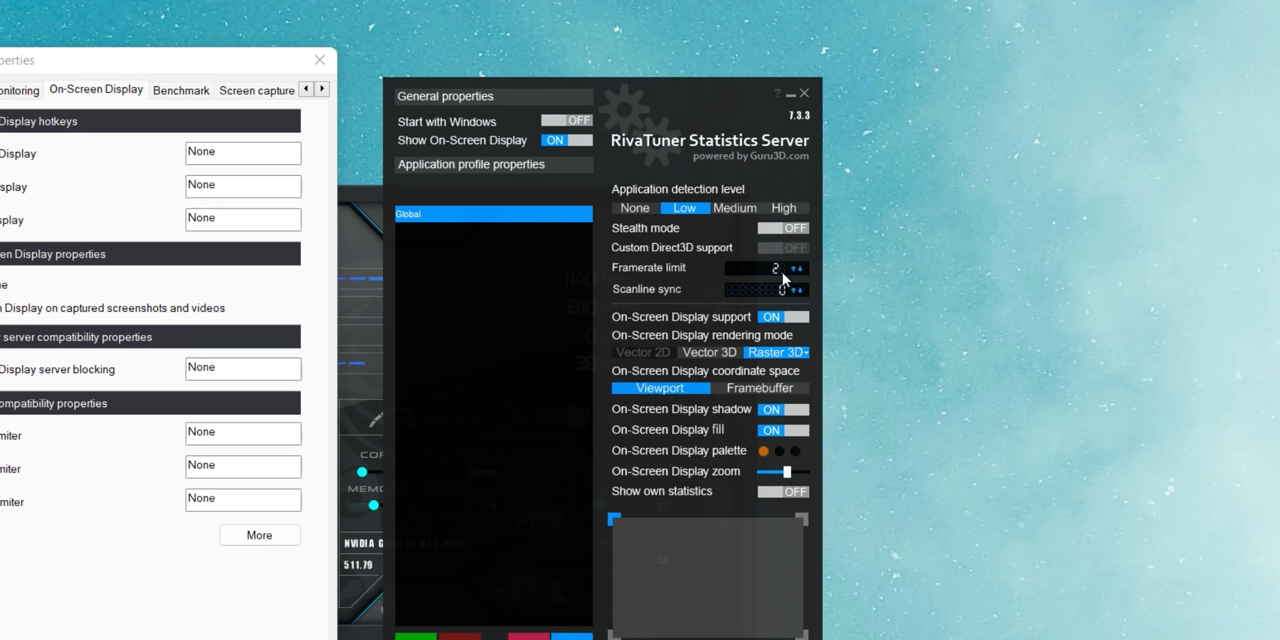 perties
onitoring
On-Screen Display
Benchmark
Screen capture
Display hotkeys
Display
None
splay
None
splay
None
en Display properties
ne
n Display on captured screenshots and videos
server compatibility properties
Display server blocking
None
ompatibility properties
miter
None
miter
None
miter
None
More
MEMO
NVIDIA G
511.79
General properties
Start with Windows
OFF
Show On-Screen Display
ON
Application profile properties
Global
?
7.3.3
RivaTuner Statistics Server
powered by Guru3D.com
Application detection level
None Low Medium High
Stealth mode
OFF
Custom Direct3D support
OFF
Framerate limit
2
Scanline sync
0
On-Screen Display support
ON
On-Screen Display rendering mode
Vector 2D Vector 3D Raster 3D
On-Screen Display coordinate space
Viewport Framebuffer
On-Screen Display shadow
ON
On-Screen Display fill
ON
On-Screen Display palette
On-Screen Display zoom
Show own statistics
OFF